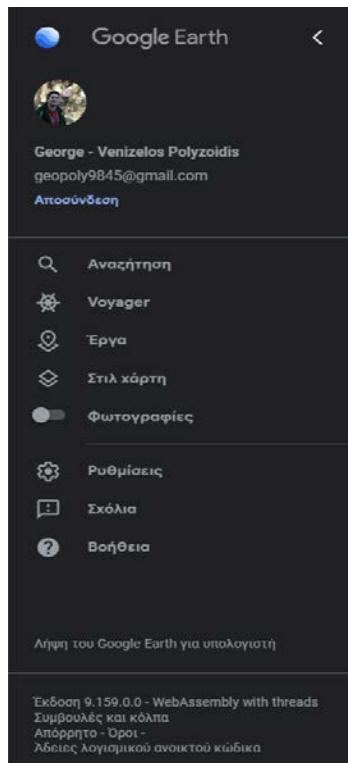 Google Earth
George - Venizelos Polyzoidis
geopoly9845@gmail.com
Αποσύνδεση
Αναζήτηση
Voyager
Έργα
Στιλ χάρτη
Φωτογραφίες
Ρυθμίσεις
Σχόλια
Βοήθεια
Λήψη του Google Earth για υπολογιστή
Έκδοση 9.159.0.0 - WebAssembly with threads
Συμβουλές και κόλπα
Απόρρητο - Όροι -
Άδειες λογισμικού ανοικτού κώδικα